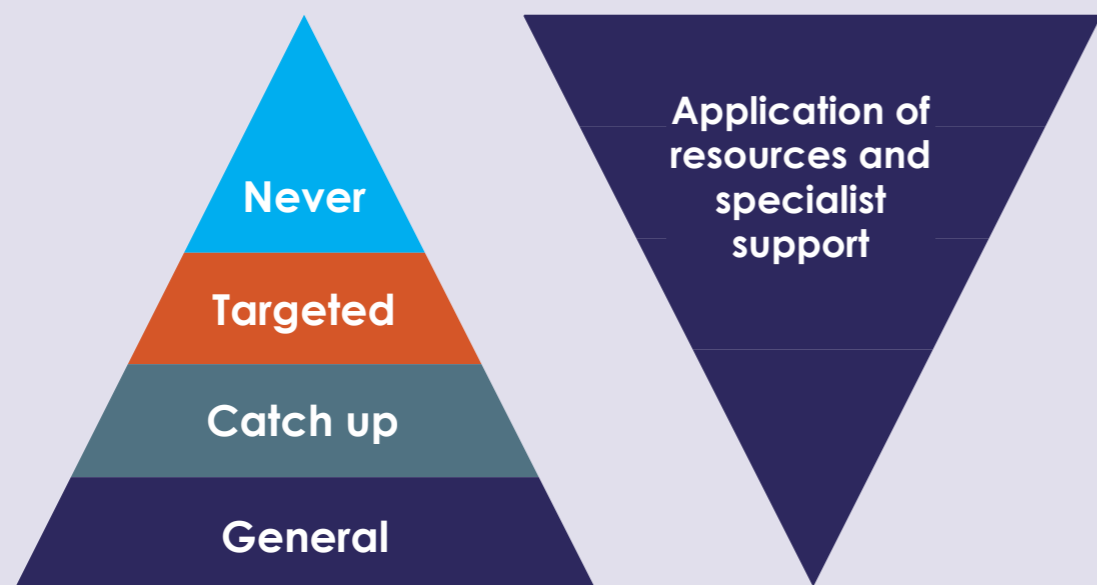 Never
Targeted
Catch up
General
Application of
resources and
specialist
support